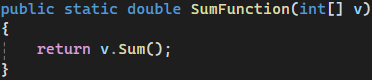 public static double SumFunction(int[] v)
{
    return v.Sum();
}